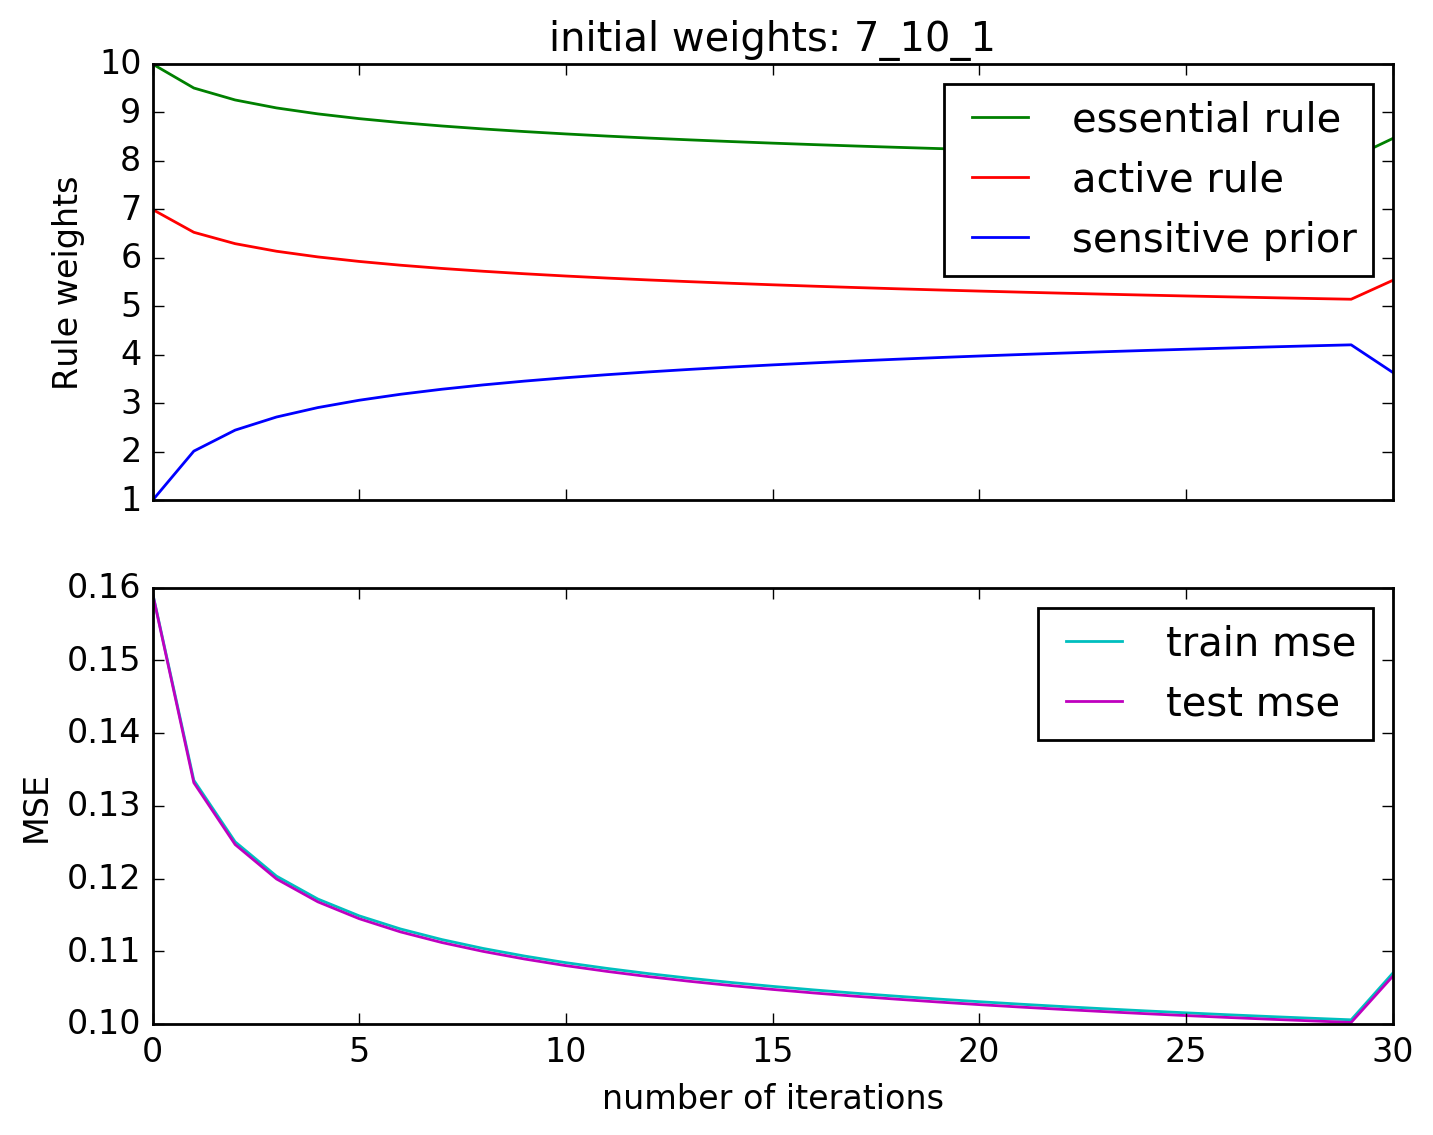 initial weights: 7_10_1
10
9
8
7
6
5
4
3
2
1
Rule weights
essential rule
active rule
sensitive prior
0.16
0.15
0.14
0.13
0.12
0.11
0.10
MSE
train mse
test mse
0 5 10 15 20 25 30
number of iterations